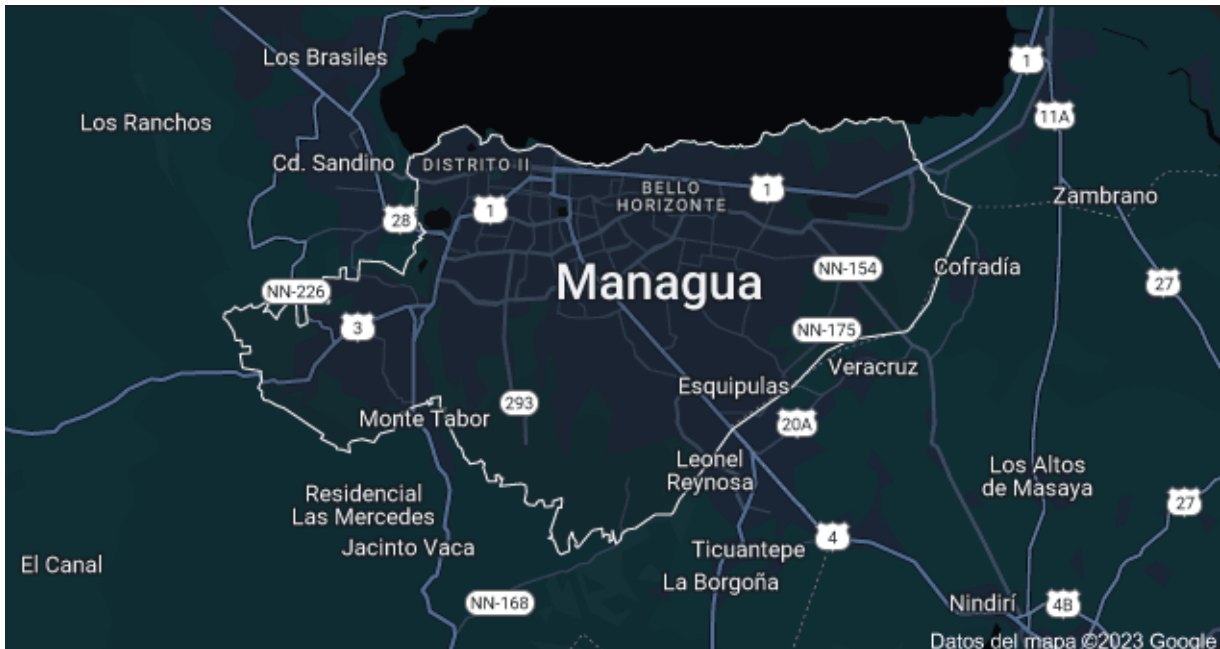 Los Brasiles
1
Los Ranchos
11A
Cd. Sandino
DISTRITO II
BELLO
HORIZONTE
1
Zambrano
28
1
Managua
NN-154
Cofradía
27
NN-226
3
NN-175
Veracruz
Esquipulas
293
Monte Tabor
20A
Leonel
Reynosa
Los Altos
de Masaya
Residencial
Las Mercedes
27
Jacinto Vaca
4
Ticuantepe
El Canal
La Borgoña
NN-168
Nindirí
4B
Datos del mapa ©2023 Google